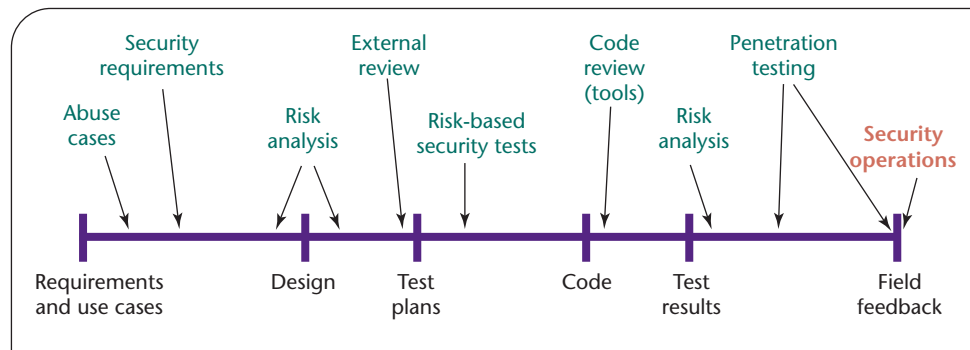 Security
requirements
External
review
Code
review
(tools)
Penetration
testing
Abuse
cases
Risk
analysis
Risk-based
security tests
Risk
analysis
Security
operations
Requirements
and use cases
Design
Test
plans
Code
Test
results
Field
feedback